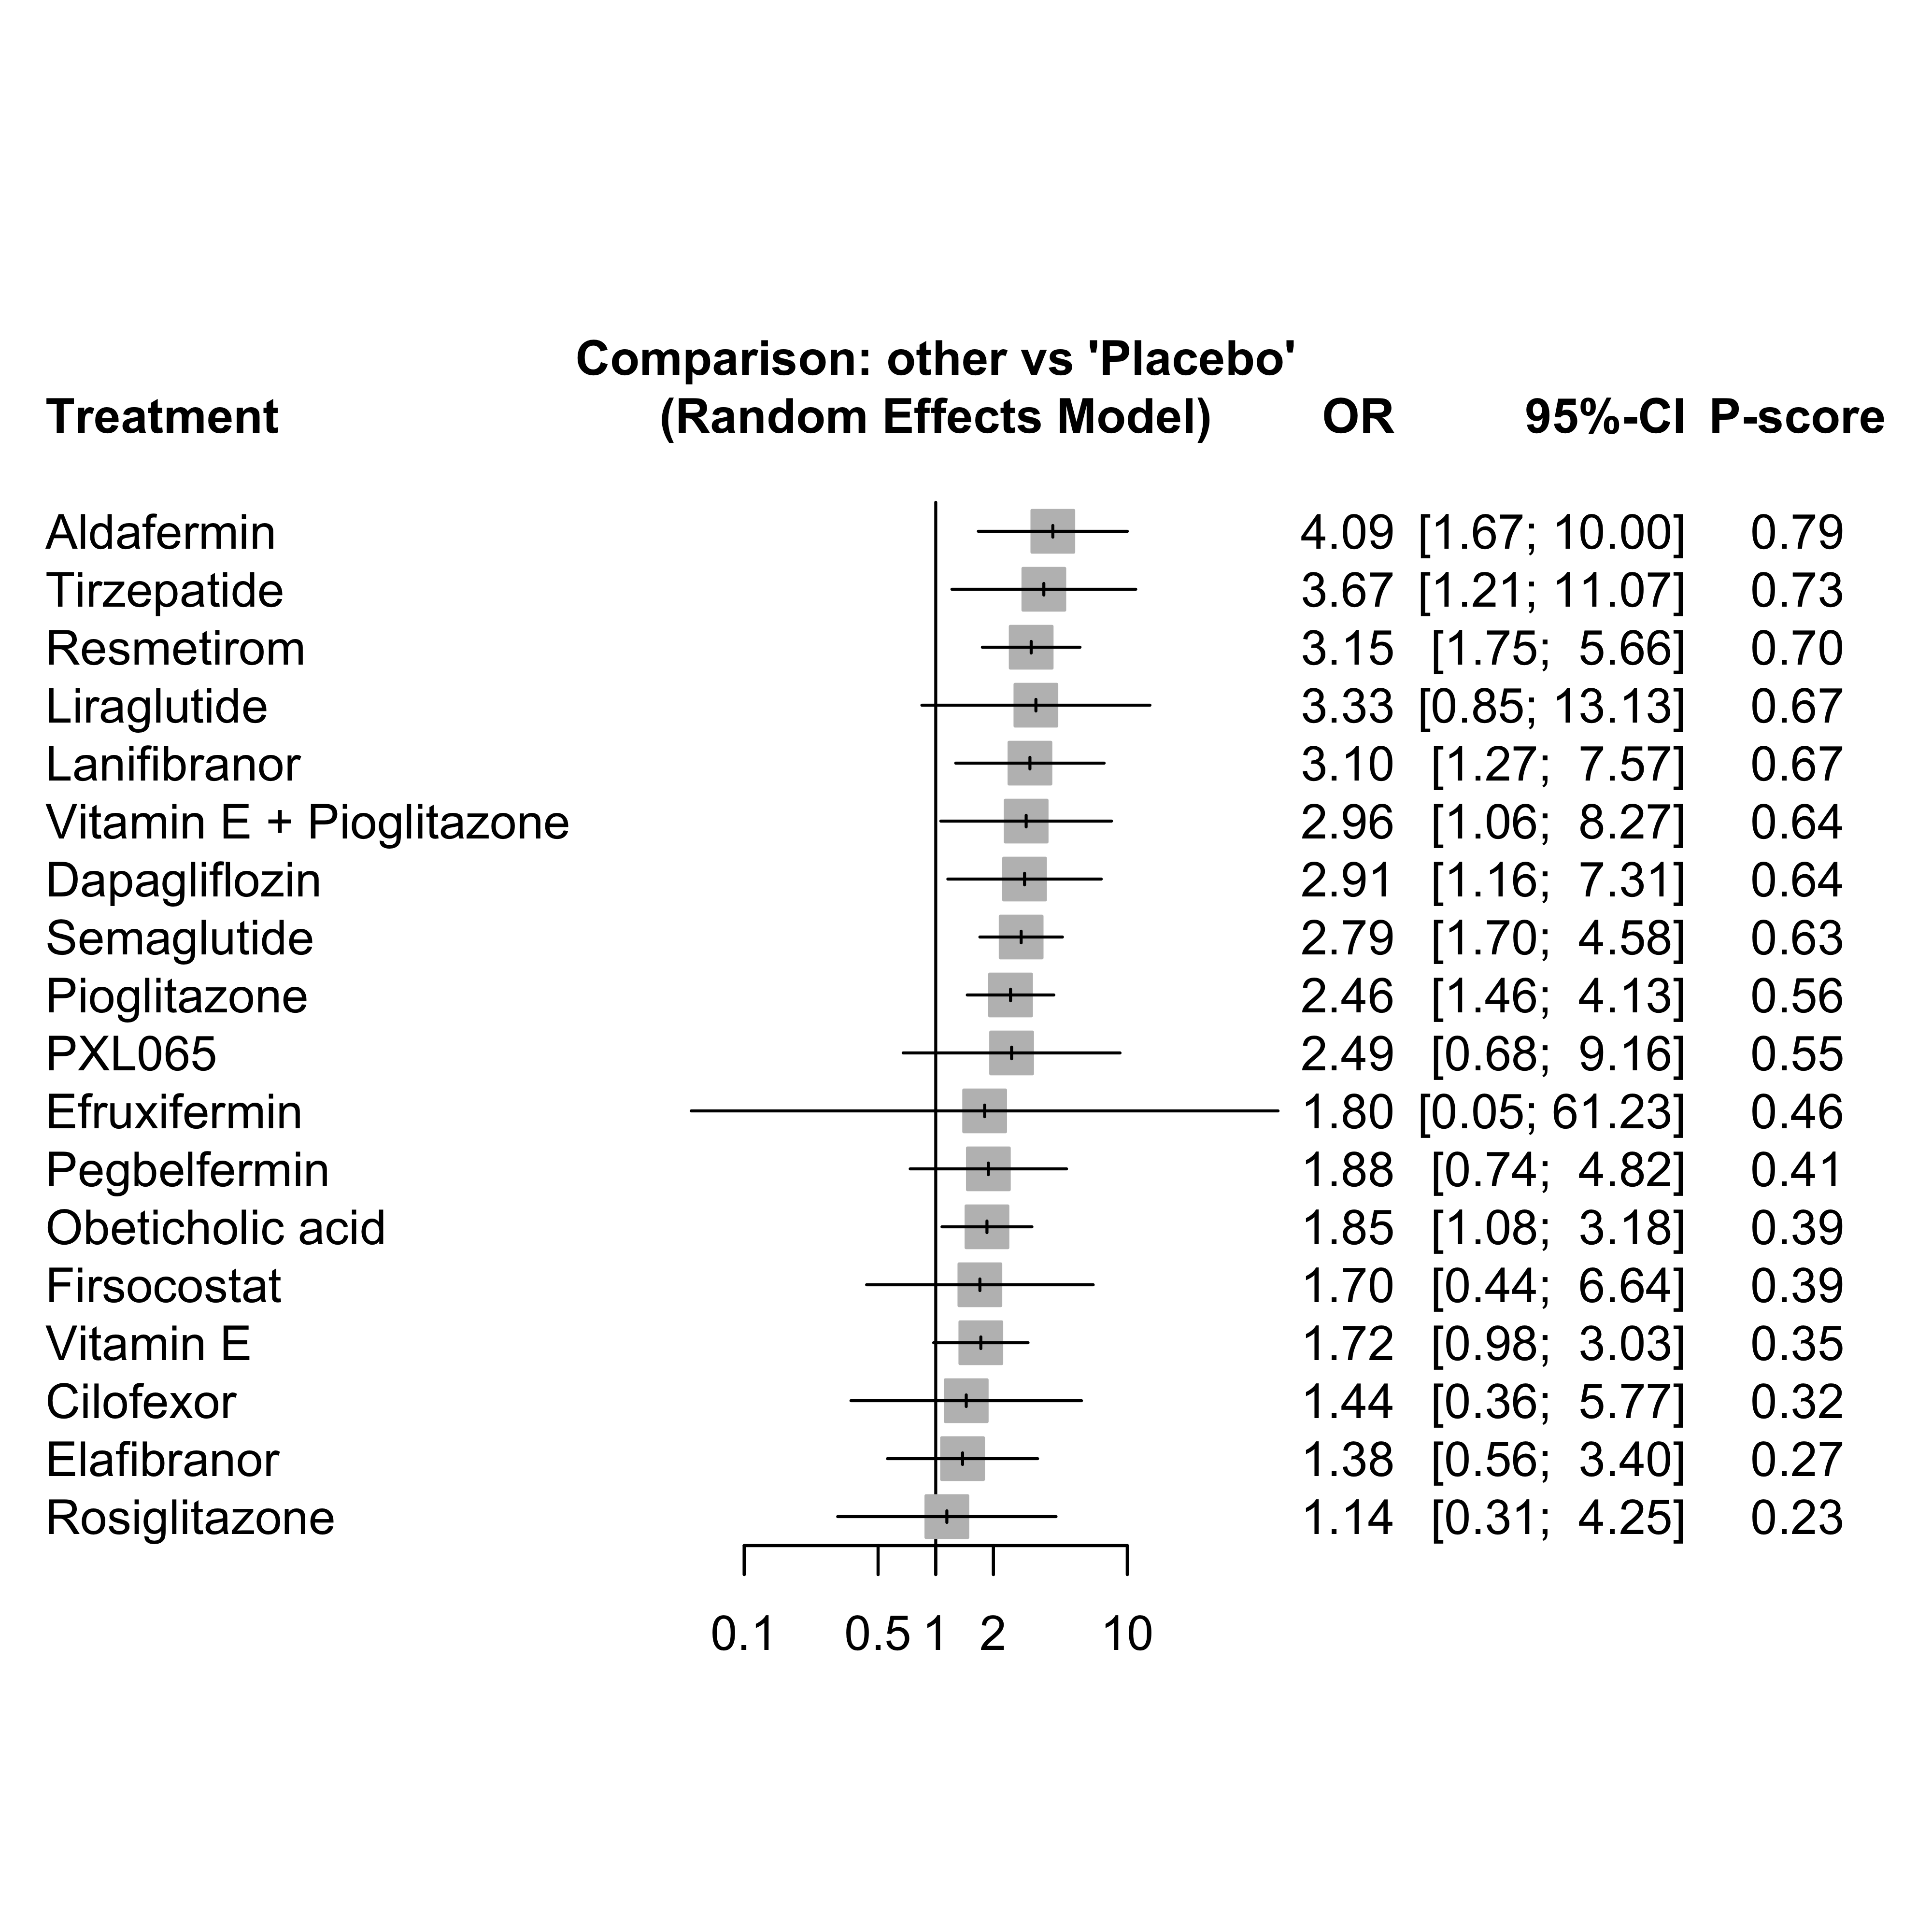 Comparison: other vs 'Placebo'
Treatment (Random Effects Model) OR 95%-CI P-score
Aldafermin 4.09 [1.67; 10.00] 0.79
Tirzepatide 3.67 [1.21; 11.07] 0.73
Resmetirom 3.15 [1.75; 5.66] 0.70
Liraglutide 3.33 [0.85; 13.13] 0.67
Lanifibranor 3.10 [1.27; 7.57] 0.67
Vitamin E + Pioglitazone 2.96 [1.06; 8.27] 0.64
Dapagliflozin 2.91 [1.16; 7.31] 0.64
Semaglutide 2.79 [1.70; 4.58] 0.63
Pioglitazone 2.46 [1.46; 4.13] 0.56
PXL065 2.49 [0.68; 9.16] 0.55
Efruxifermin 1.80 [0.05; 61.23] 0.46
Pegbelfermin 1.88 [0.74; 4.82] 0.41
Obeticholic acid 1.85 [1.08; 3.18] 0.39
Firsocostat 1.70 [0.44; 6.64] 0.39
Vitamin E 1.72 [0.98; 3.03] 0.35
Cilofexor 1.44 [0.36; 5.77] 0.32
Elafibranor 1.38 [0.56; 3.40] 0.27
Rosiglitazone 1.14 [0.31; 4.25] 0.23
0.1 0.5 1 2 10